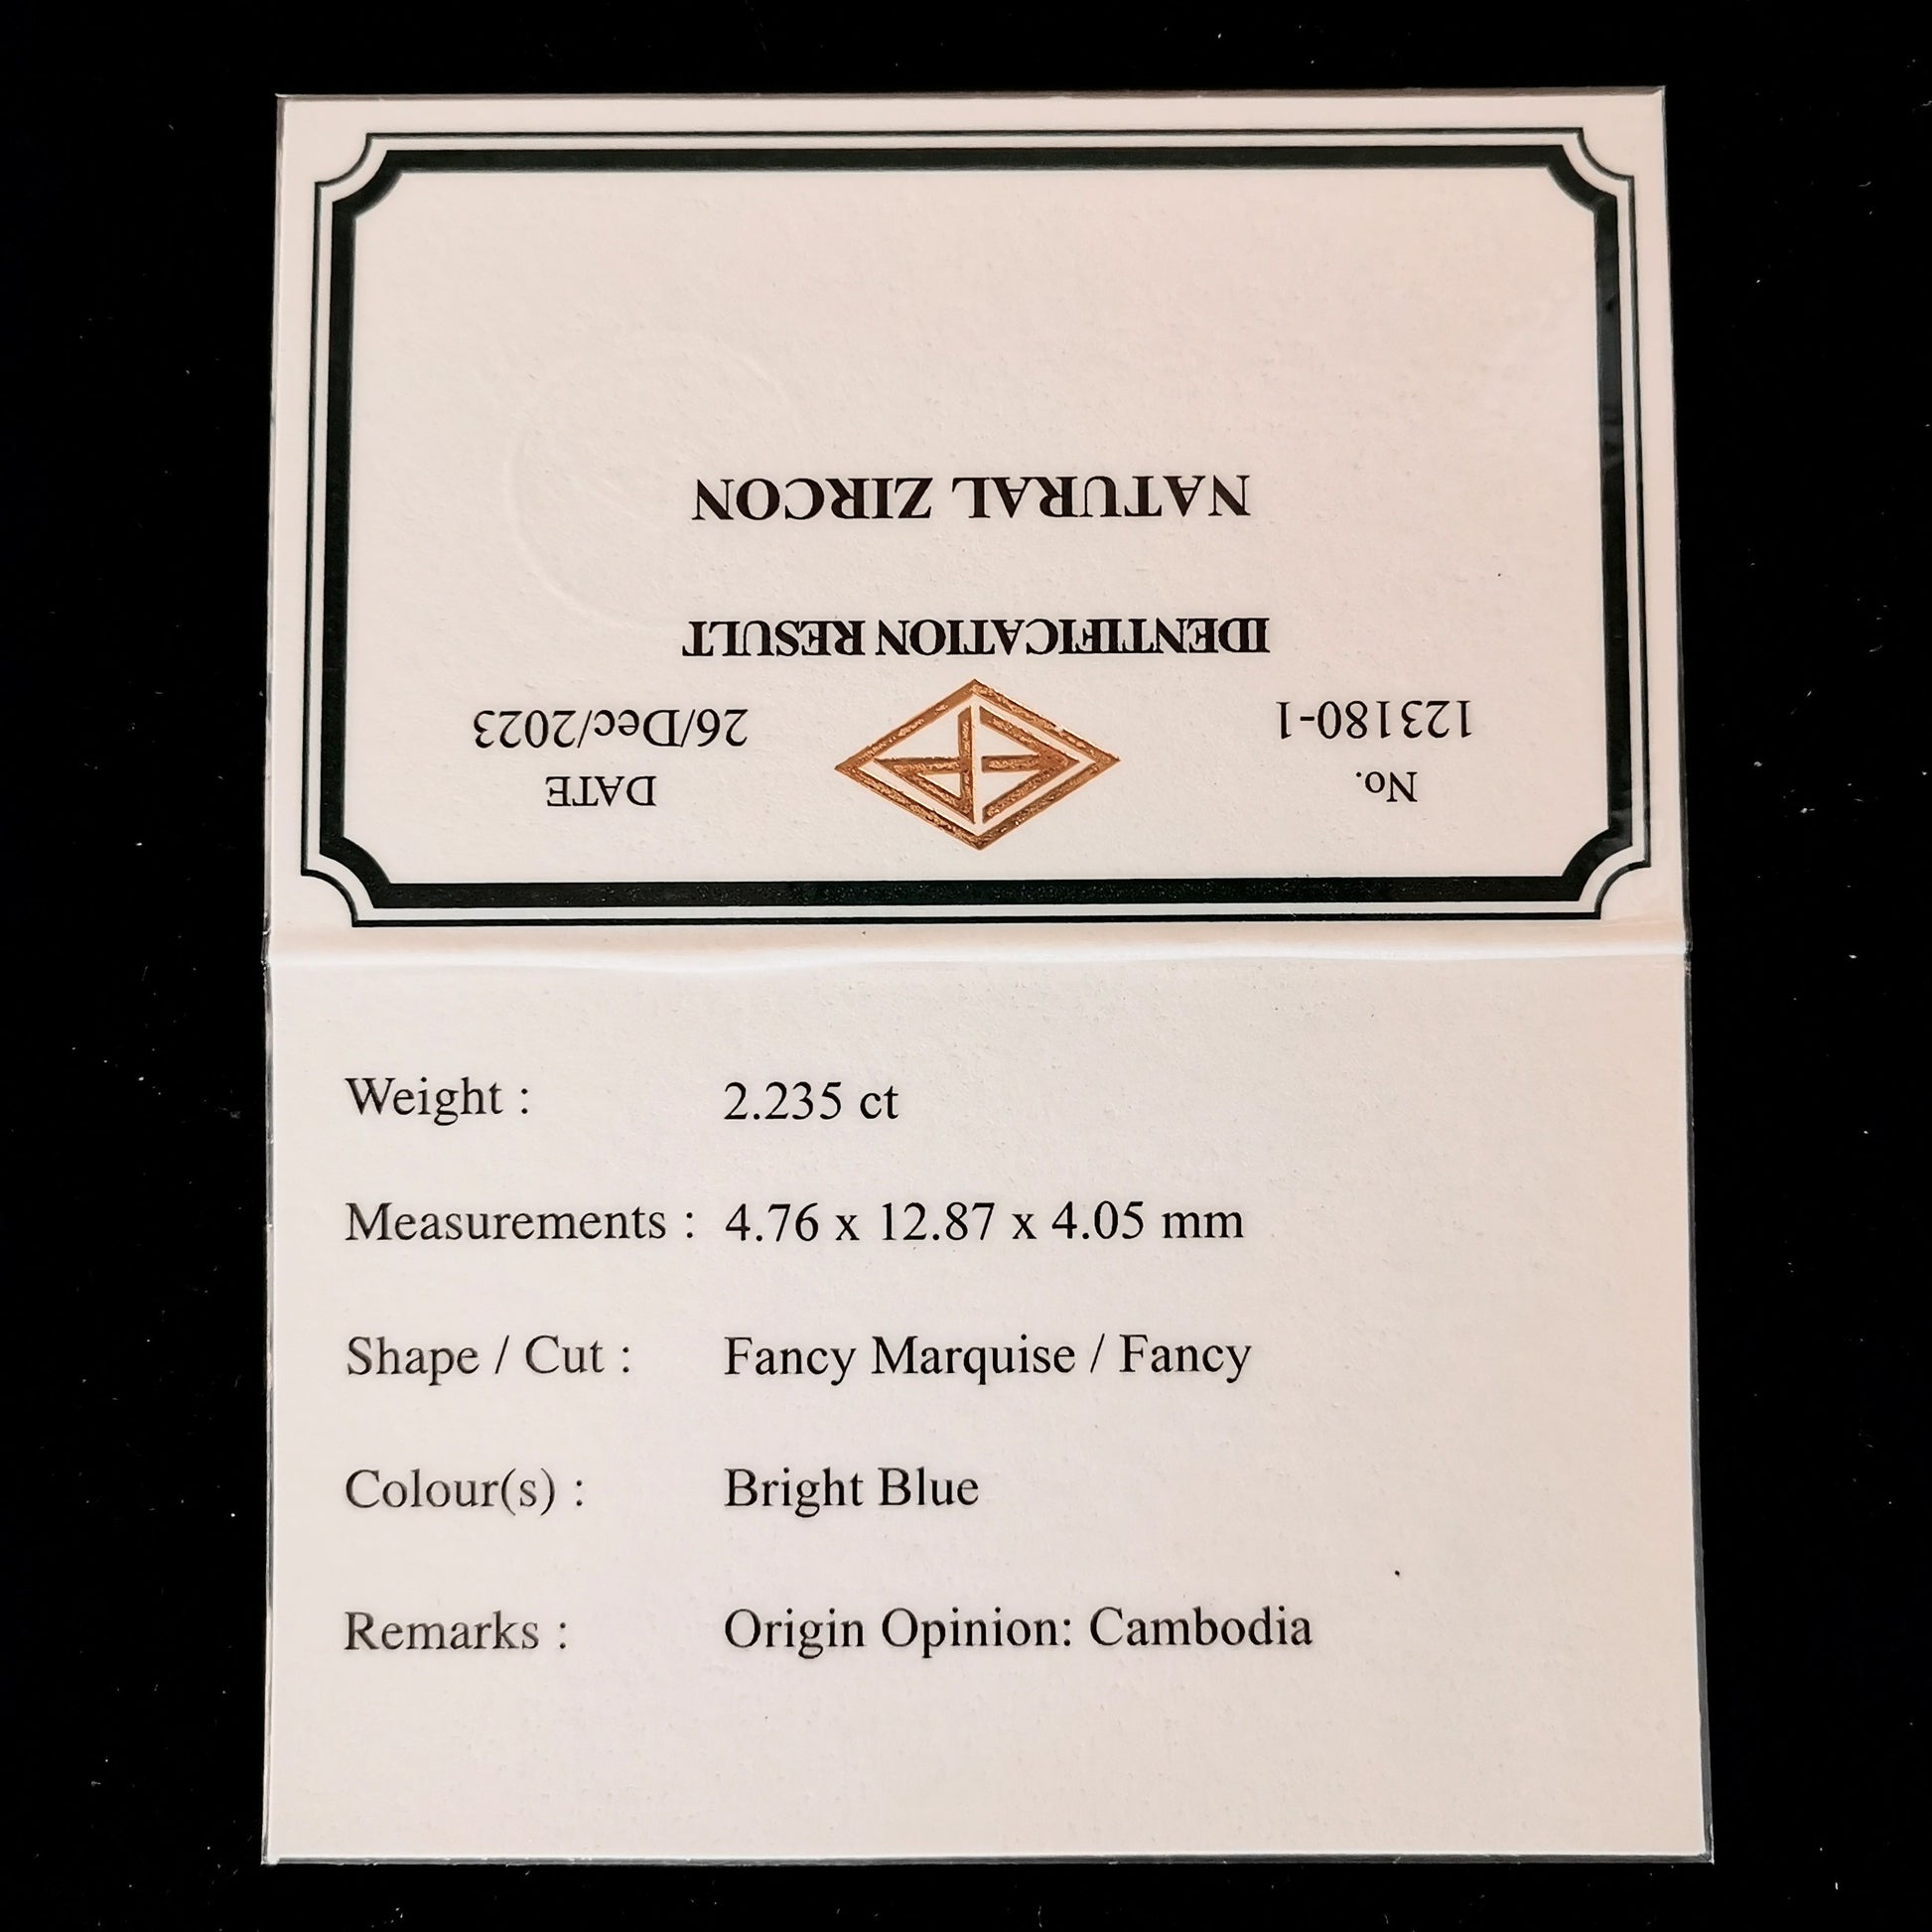 No.
123180-1
DATE
26/Dec/2023
IDENTIFICATION RESULT
NATURAL ZIRCON
Weight : 2.235 ct
Measurements : 4.76 x 12.87 x 4.05 mm
Shape / Cut : Fancy Marquise / Fancy
Colour(s) : Bright Blue
Remarks : Origin Opinion: Cambodia